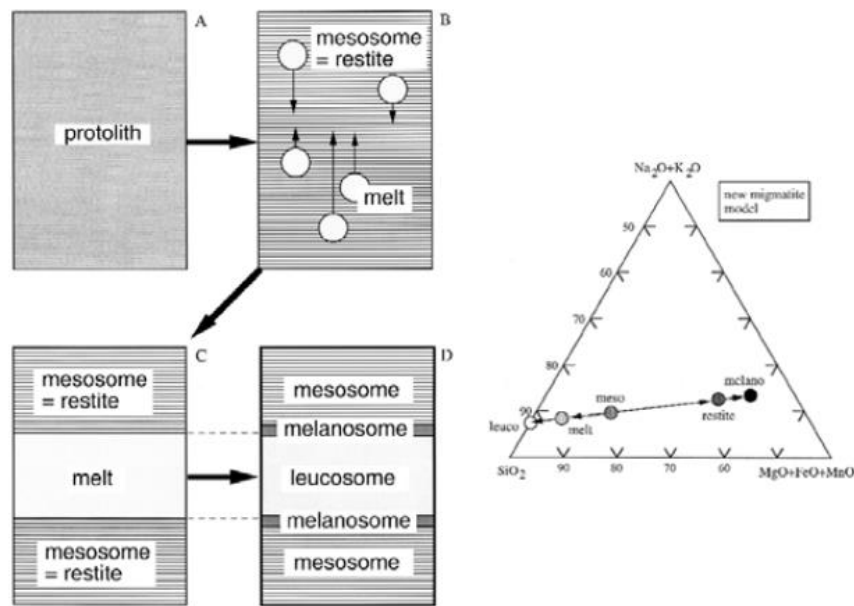 A
protolith
B
mesosome
= restite
melt
C
mesosome
= restite
melt
mesosome
= restite
D
mesosome
melanosome
leucosome
melanosome
mesosome
Na2O+K2O
new migmatite
model
50
60
70
80
90
leuco
melt
meso
restite
melano
SiO2
90
80
70
60
MgO+FeO+MnO